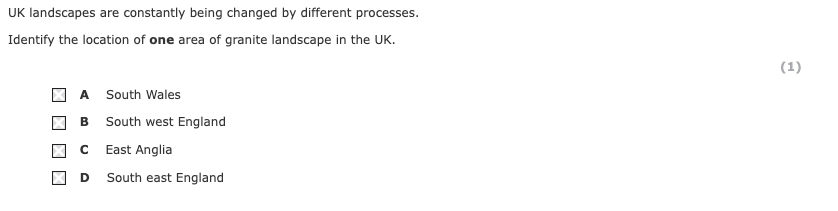 UK landscapes are constantly being changed by different processes.
Identify the location of one area of granite landscape in the UK.
(1)
A South Wales
B South west England
C East Anglia
D South east England